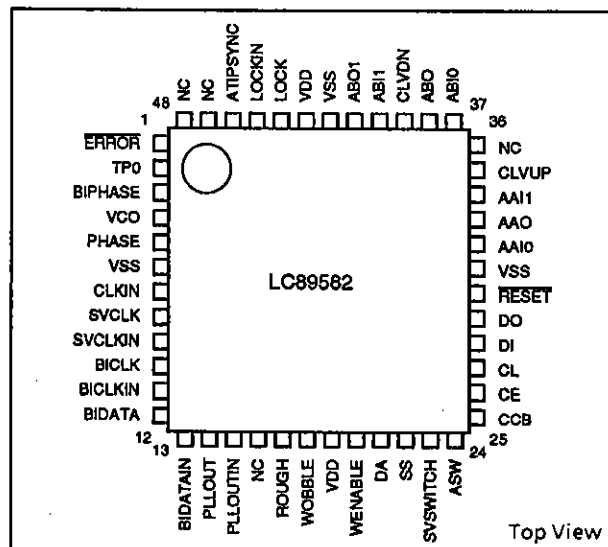 48
NC
NC
ATIPSYNC
LOCKIN
LOCK
VDD
VSS
ABO1
ABI1
CLVDN
ABO
ABI0
37
1
36
ERROR
TP0
BIPHASE
VCO
PHASE
VSS
CLKIN
SVCLK
SVCLKIN
BICLK
BICLKIN
BIDATA
LC89582
NC
CLVUP
AAI1
AAO
AAI0
VSS
RESET
DO
DI
CL
CE
CCB
12
13
25
24
BIDATAIN
PLLOUT
PLLOUTIN
NC
ROUGH
WOBBLE
VDD
WENABLE
DA
SS
SVSWITCH
ASW
Top View